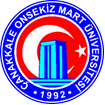 ÇANAKKALE ONSEKİZ MART ÜNİVERSİTESİ
• 1992 •